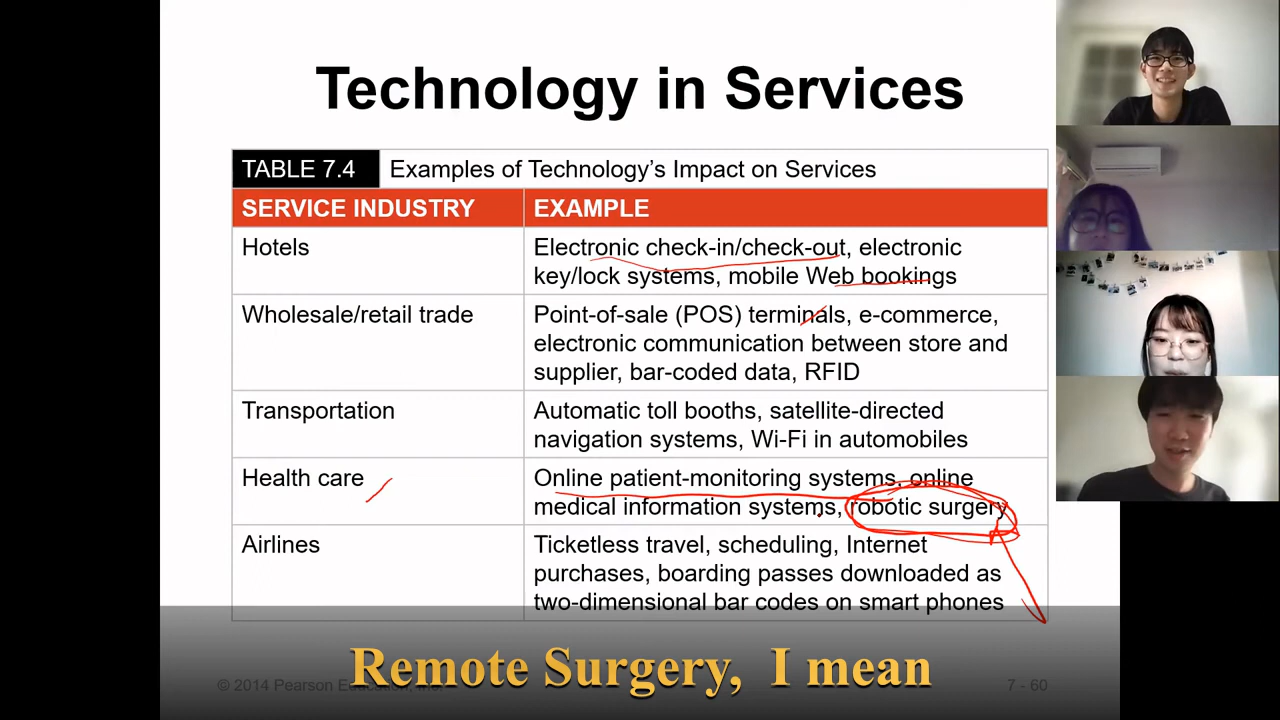 Technology in Services
TABLE 7.4 Examples of Technology's Impact on Services
SERVICE INDUSTRY EXAMPLE
Hotels Electronic check-in/check-out, electronic
key/lock systems, mobile Web bookings
Wholesale/retail trade Point-of-sale (POS) terminals, e-commerce,
electronic communication between store and
supplier, bar-coded data, RFID
Transportation Automatic toll booths, satellite-directed
navigation systems, Wi-Fi in automobiles
Health care Online patient-monitoring systems, online
medical information systems, robotic surgery
Airlines Ticketless travel, scheduling, Internet
purchases, boarding passes downloaded as
two-dimensional bar codes on smart phones
Remote Surgery, I mean
© 2014 Pearson Education, Inc. 7 - 60